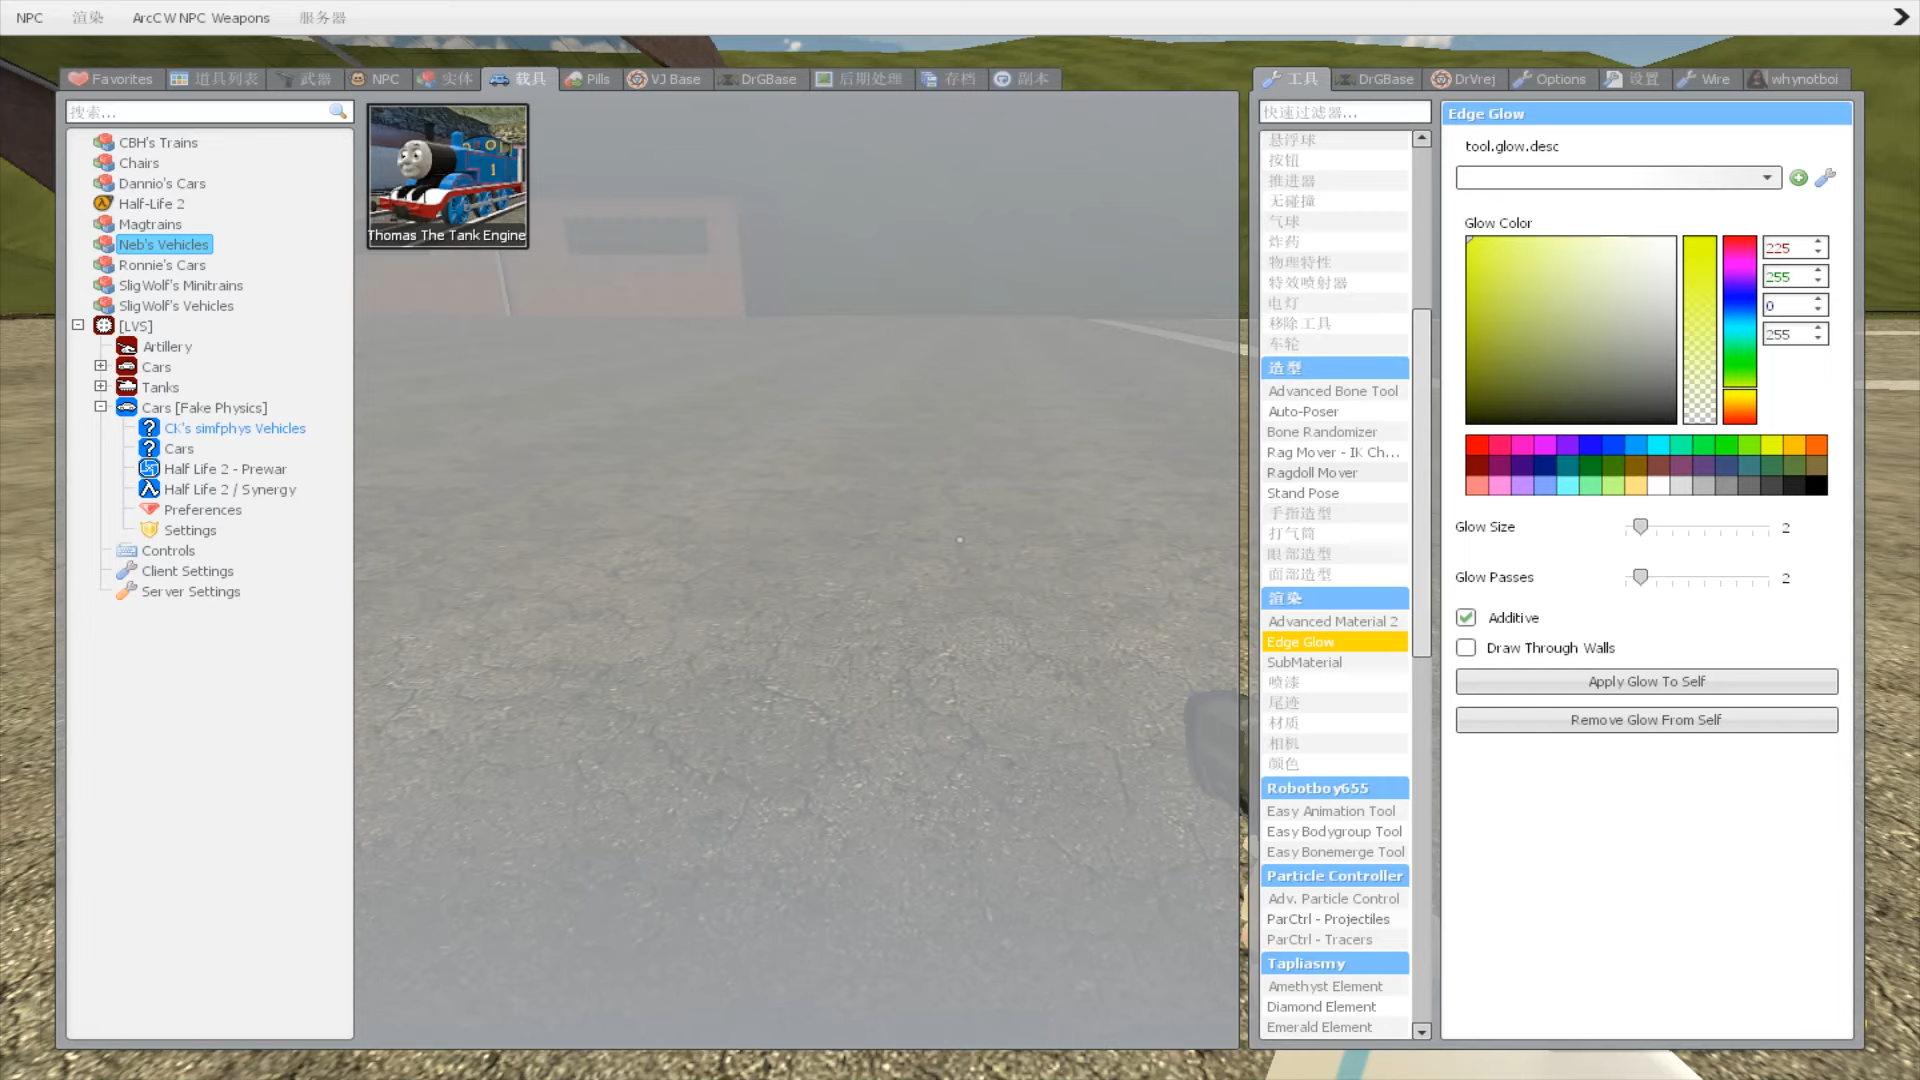 NPC 渲染 ArcCW NPC Weapons 服务器
Favorites 道具列表 武器 NPC 实体 载具 Pills VJ Base DrGBase 后期处理 存档 副本
工具 DrGBase DrVrej Options 设置 Wire whynotboi
搜索...
CBH's Trains
Chairs
Dannio's Cars
Half-Life 2
Magtrains
Neb's Vehicles
Ronnie's Cars
SligWolf's Minitrains
SligWolf's Vehicles
[LVS]
Artillery
Cars
Tanks
Cars [Fake Physics]
CK's simfphys Vehicles
Cars
Half Life 2 - Prewar
Half Life 2 / Synergy
Preferences
Settings
Controls
Client Settings
Server Settings
1
Thomas The Tank Engine
快速过滤器...
悬浮球
按钮
推进器
无碰撞
气球
炸药
物理特性
特效喷射器
电灯
移除工具
车轮
造型
Advanced Bone Tool
Auto-Poser
Bone Randomizer
Rag Mover - IK Ch...
Ragdoll Mover
Stand Pose
手指造型
打气筒
眼部造型
面部造型
渲染
Advanced Material 2
Edge Glow
SubMaterial
喷漆
尾迹
材质
相机
颜色
Robotboy655
Easy Animation Tool
Easy Bodygroup Tool
Easy Bonemerge Tool
Particle Controller
Adv. Particle Control
ParCtrl - Projectiles
ParCtrl - Tracers
Tapliasmy
Amethyst Element
Diamond Element
Emerald Element
Edge Glow
tool.glow.desc
Glow Color
225
255
0
255
Glow Size 2
Glow Passes 2
Additive
Draw Through Walls
Apply Glow To Self
Remove Glow From Self